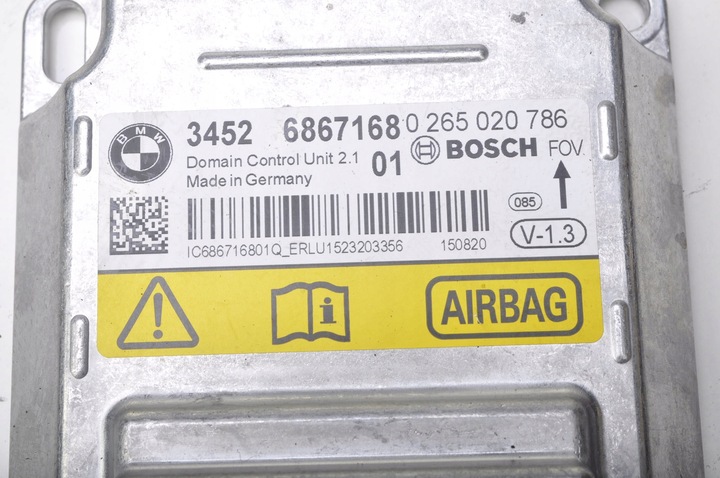 BMW
3452 6867168 01
0 265 020 786
Domain Control Unit 2.1
BOSCH FOV
Made in Germany
085
V-1.3
IC686716801Q_ERLU1523203356 150820
AIRBAG